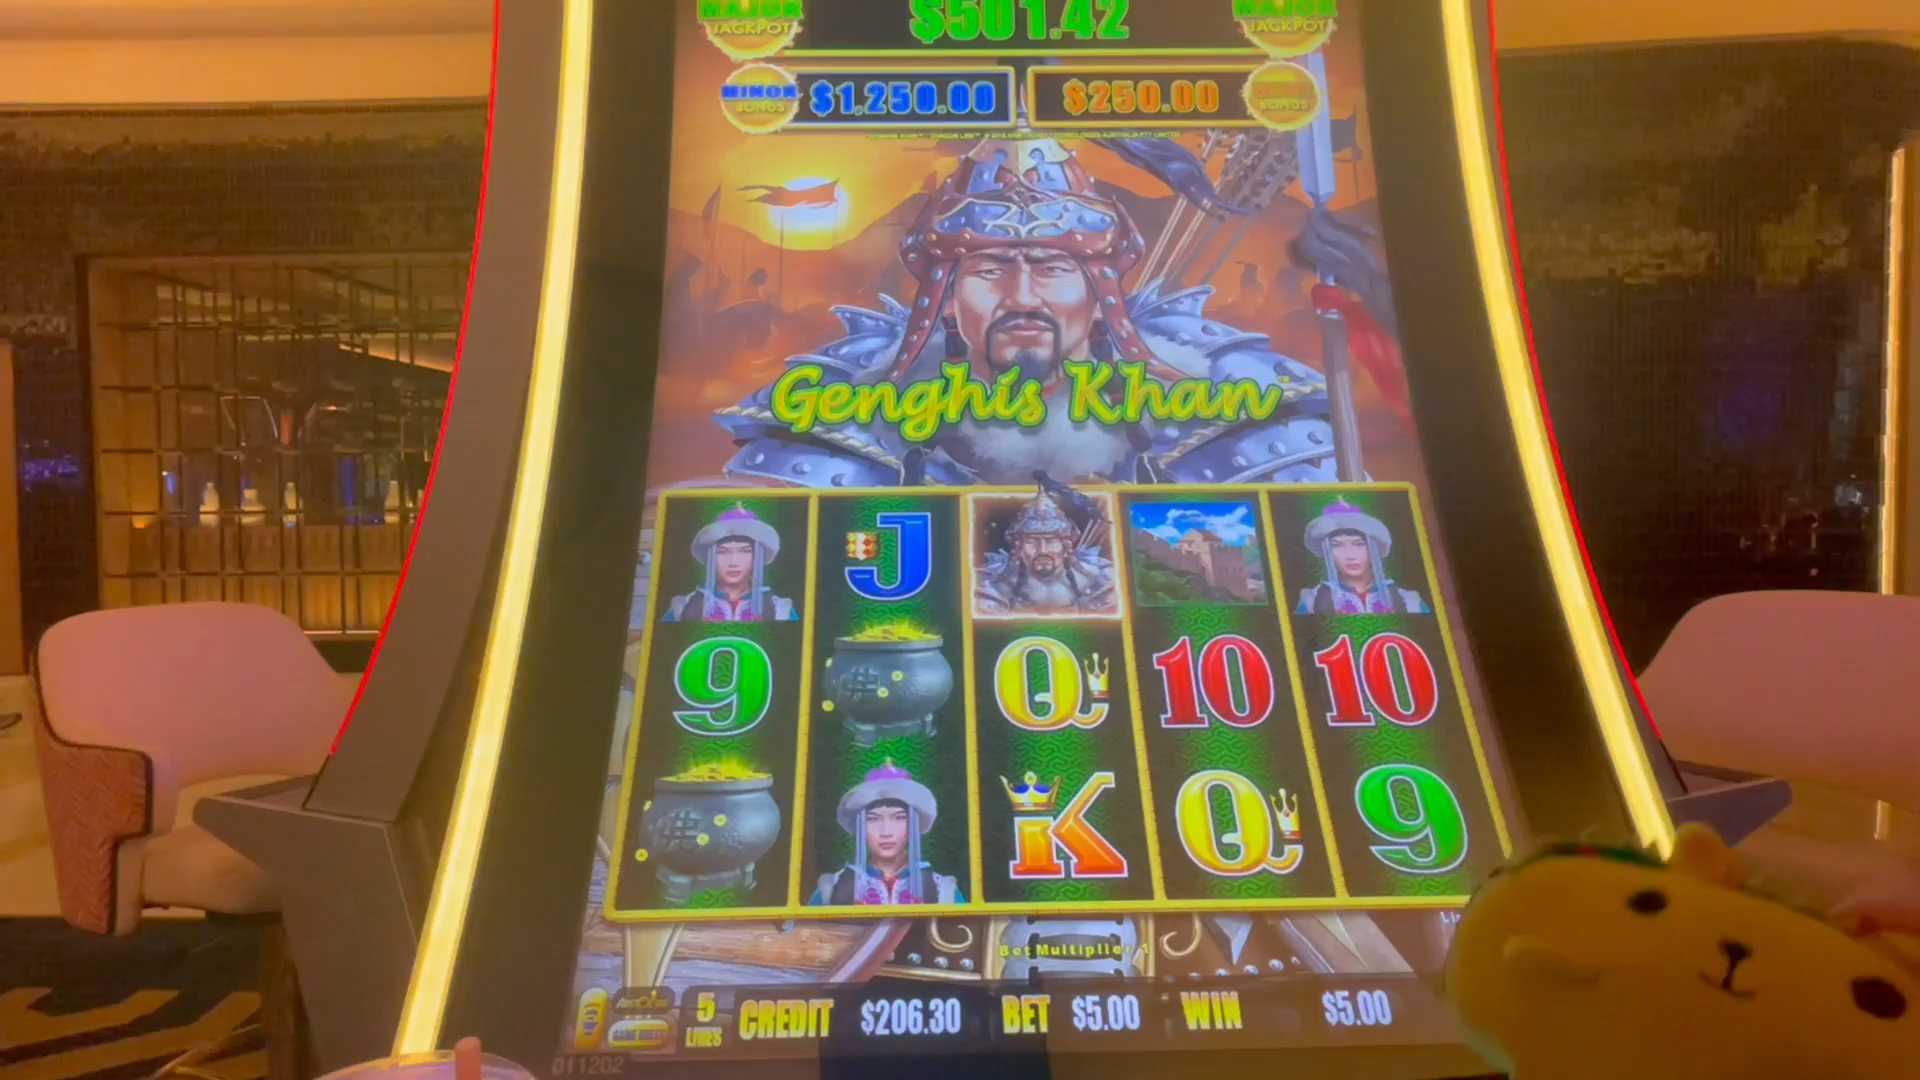 MAJOR JACKPOT $501.42 MAJOR JACKPOT
MINOR BONUS $1,250.00 $250.00 BONUS
Genghis Khan™
J
9 Q 10 10
K Q 9
Bet Multiplier 1
5 LINES CREDIT $206.30 BET $5.00 WIN $5.00
011202